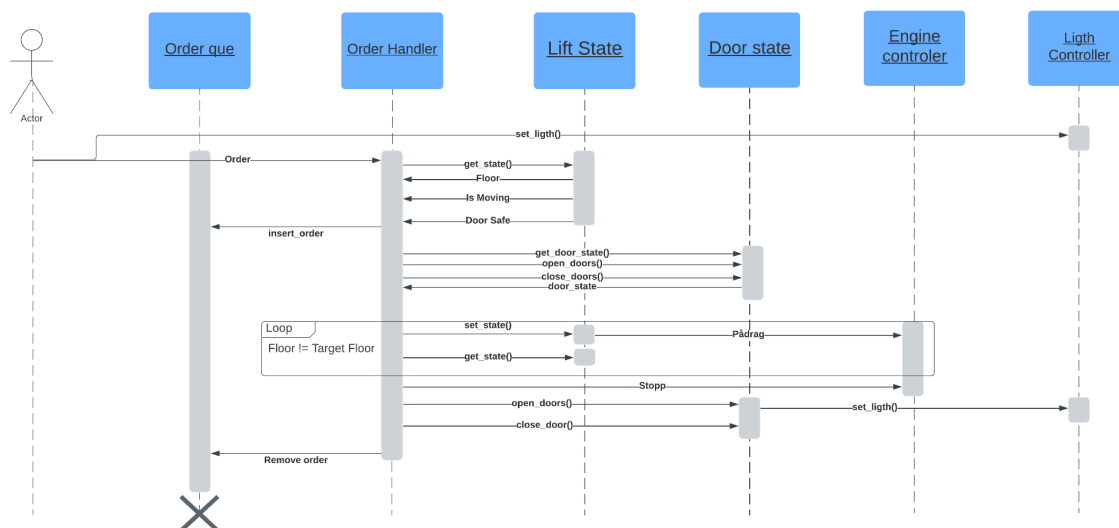 Order que
Order Handler
Lift State
Door state
Engine
controler
Ligth
Controller
Actor
set_ligth()
Order
get_state()
Floor
Is Moving
Door Safe
insert_order
get_door_state()
open_doors()
close_doors()
door_state
Loop
Floor != Target Floor
set_state()
Pådrag
get_state()
Stopp
open_doors()
set_ligth()
close_door()
Remove order